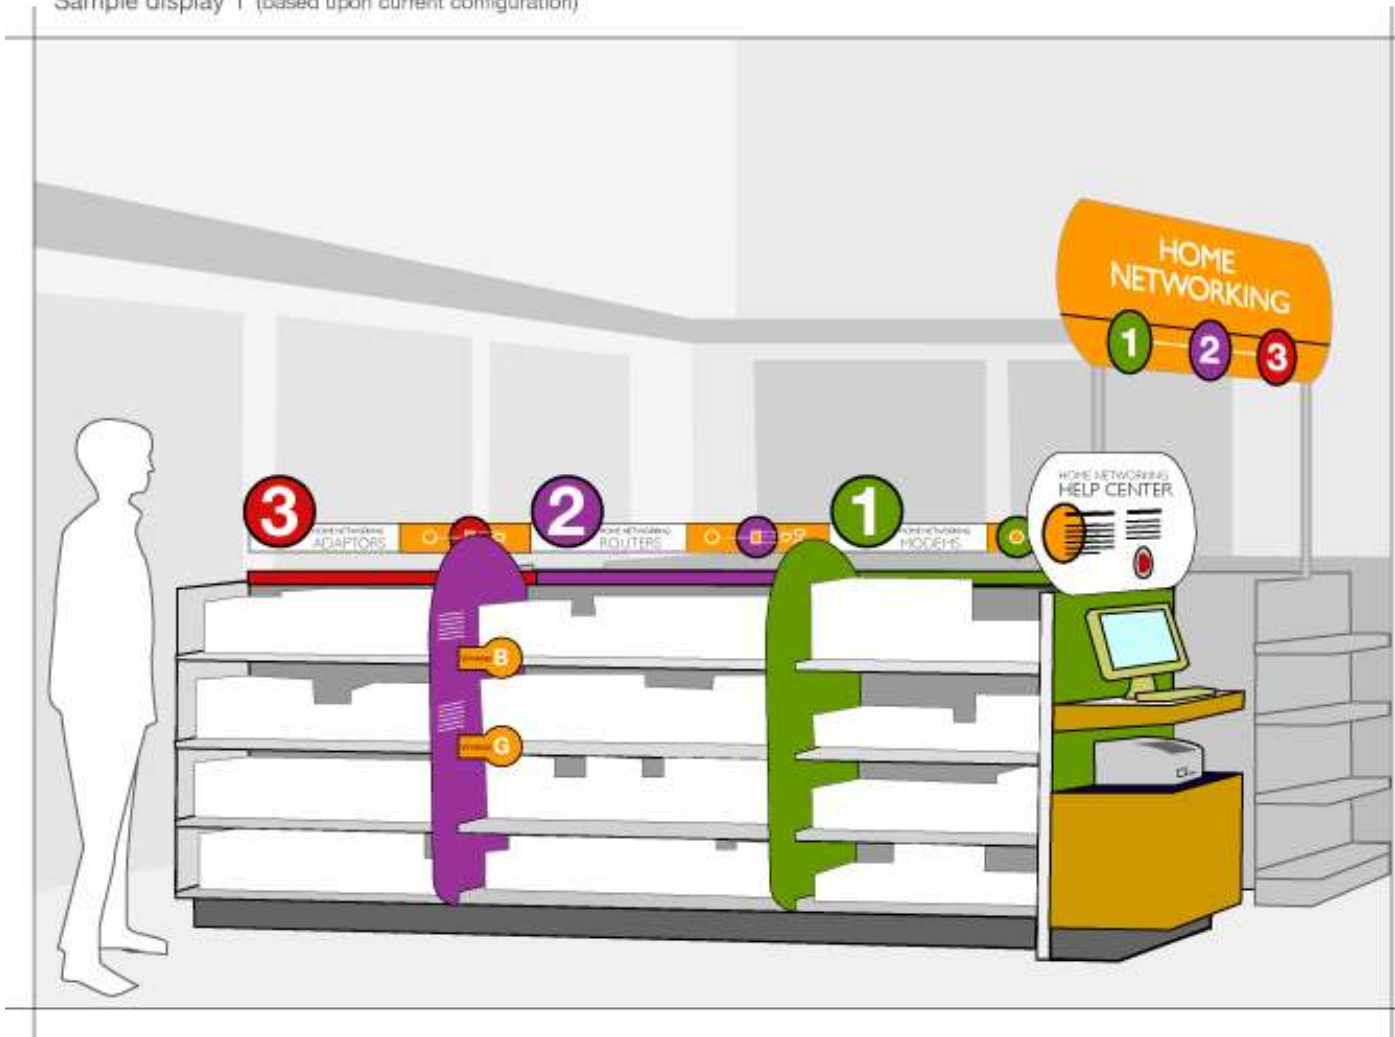 Sample display 1 (based upon current configuration)
HOME
NETWORKING
1 2 3
3
HOME NETWORKING
ADAPTORS
2
HOME NETWORKING
ROUTERS
1
HOME NETWORKING
MODEMS
HOME NETWORKING
HELP CENTER
B
G